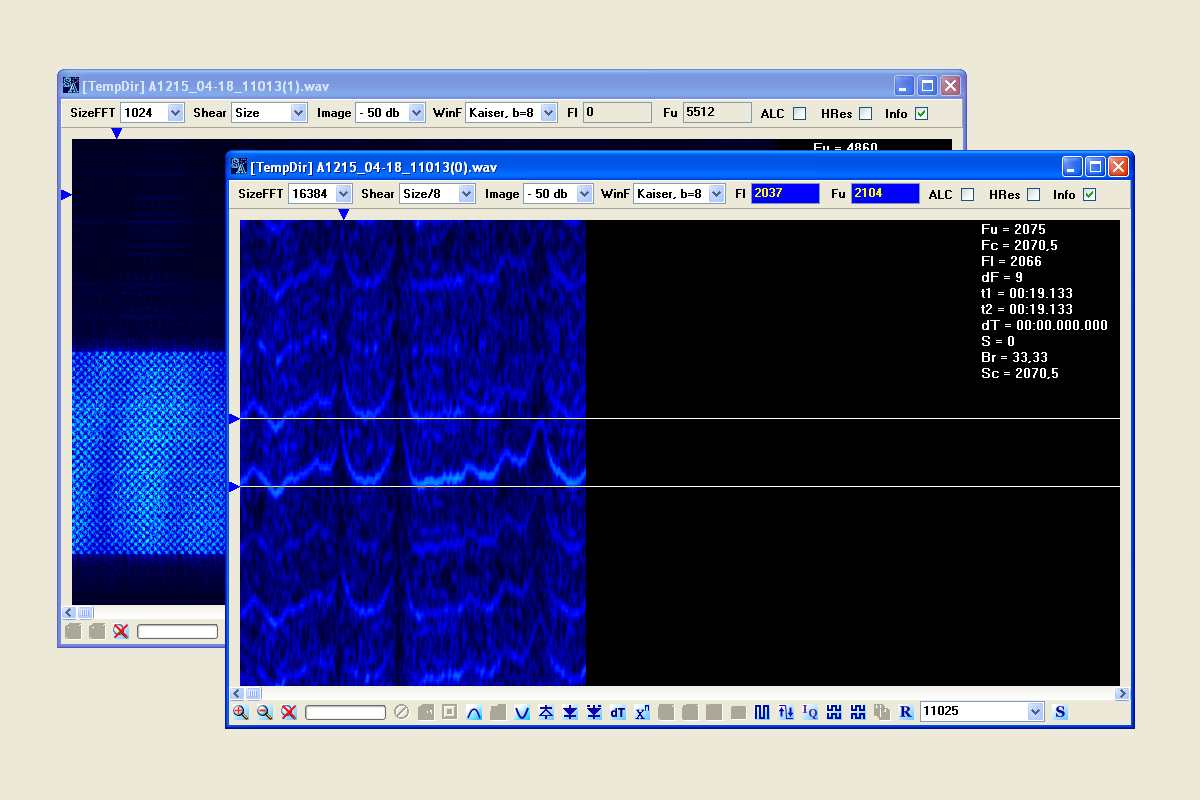 [TempDir] A1215_04-18_11013(1).wav
SizeFFT 1024 Shear Size Image - 50 db WinF Kaiser, b=8 Fl 0 Fu 5512 ALC HRes Info
Fu = 4860
[TempDir] A1215_04-18_11013(0).wav
SizeFFT 16384 Shear Size/8 Image - 50 db WinF Kaiser, b=8 Fl 2037 Fu 2104 ALC HRes Info
Fu = 2075
Fc = 2070,5
Fl = 2066
dF = 9
t1 = 00:19.133
t2 = 00:19.133
dT = 00:00.000.000
S = 0
Br = 33,33
Sc = 2070,5
dT X^n IQ R 11025 S